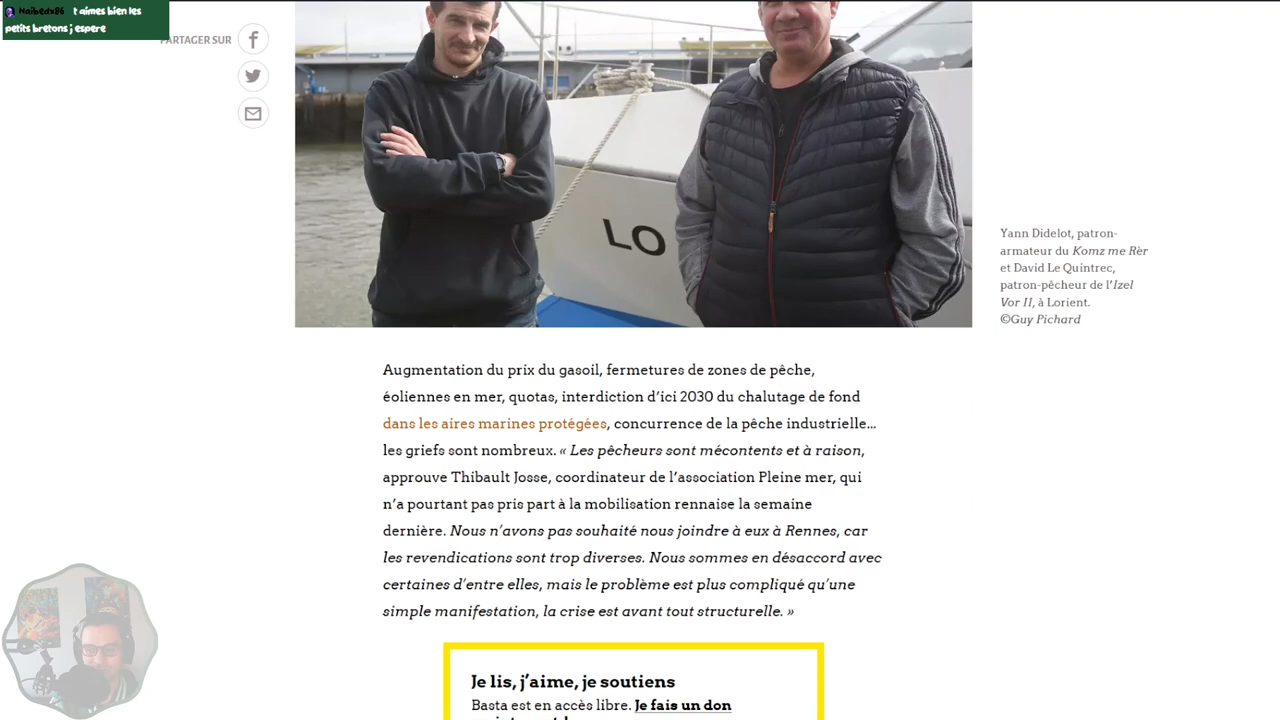 Naibedx86 t aimes bien les
petits bretons j espere
PARTAGER SUR
LO
Yann Didelot, patron-
armateur du Komz me Rèr
et David Le Quintrec,
patron-pêcheur de l'Izel
Vor II, à Lorient.
©Guy Pichard
Augmentation du prix du gasoil, fermetures de zones de pêche,
éoliennes en mer, quotas, interdiction d'ici 2030 du chalutage de fond
dans les aires marines protégées, concurrence de la pêche industrielle...
les griefs sont nombreux. « Les pêcheurs sont mécontents et à raison,
approuve Thibault Josse, coordinateur de l'association Pleine mer, qui
n'a pourtant pas pris part à la mobilisation rennaise la semaine
dernière. Nous n'avons pas souhaité nous joindre à eux à Rennes, car
les revendications sont trop diverses. Nous sommes en désaccord avec
certaines d'entre elles, mais le problème est plus compliqué qu'une
simple manifestation, la crise est avant tout structurelle. »
Je lis, j'aime, je soutiens
Basta est en accès libre. Je fais un don